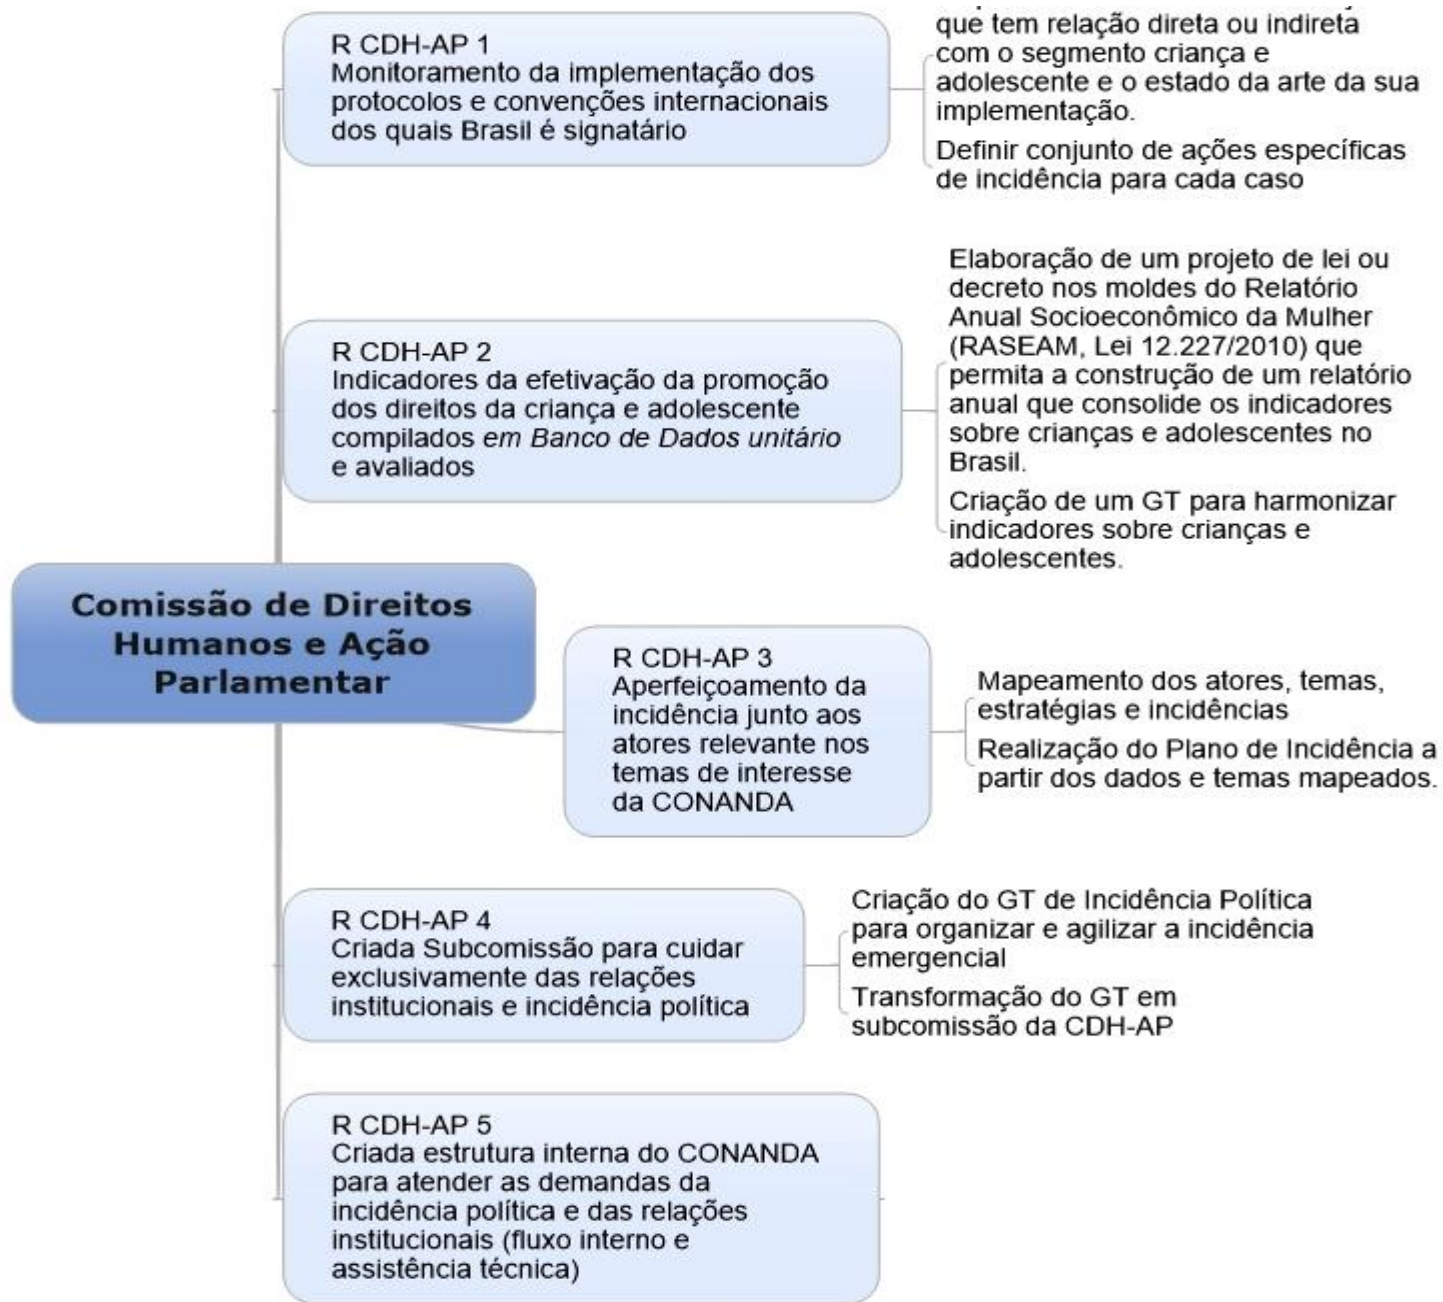 R CDH-AP 1
Monitoramento da implementação dos
protocolos e convenções internacionais
dos quais Brasil é signatário
que tem relação direta ou indireta
com o segmento criança e
adolescente e o estado da arte da sua
implementação.
Definir conjunto de ações específicas
de incidência para cada caso
R CDH-AP 2
Indicadores da efetivação da promoção
dos direitos da criança e adolescente
compilados em Banco de Dados unitário
e avaliados
Elaboração de um projeto de lei ou
decreto nos moldes do Relatório
Anual Socioeconômico da Mulher
(RASEAM, Lei 12.227/2010) que
permita a construção de um relatório
anual que consolide os indicadores
sobre crianças e adolescentes no
Brasil.
Criação de um GT para harmonizar
indicadores sobre crianças e
adolescentes.
Comissão de Direitos
Humanos e Ação
Parlamentar
R CDH-AP 3
Aperfeiçoamento da
incidência junto aos
atores relevante nos
temas de interesse
da CONANDA
Mapeamento dos atores, temas,
estratégias e incidências
Realização do Plano de Incidência a
partir dos dados e temas mapeados.
R CDH-AP 4
Criada Subcomissão para cuidar
exclusivamente das relações
institucionais e incidência política
Criação do GT de Incidência Política
para organizar e agilizar a incidência
emergencial
Transformação do GT em
subcomissão da CDH-AP
R CDH-AP 5
Criada estrutura interna do CONANDA
para atender as demandas da
incidência política e das relações
institucionais (fluxo interno e
assistência técnica)